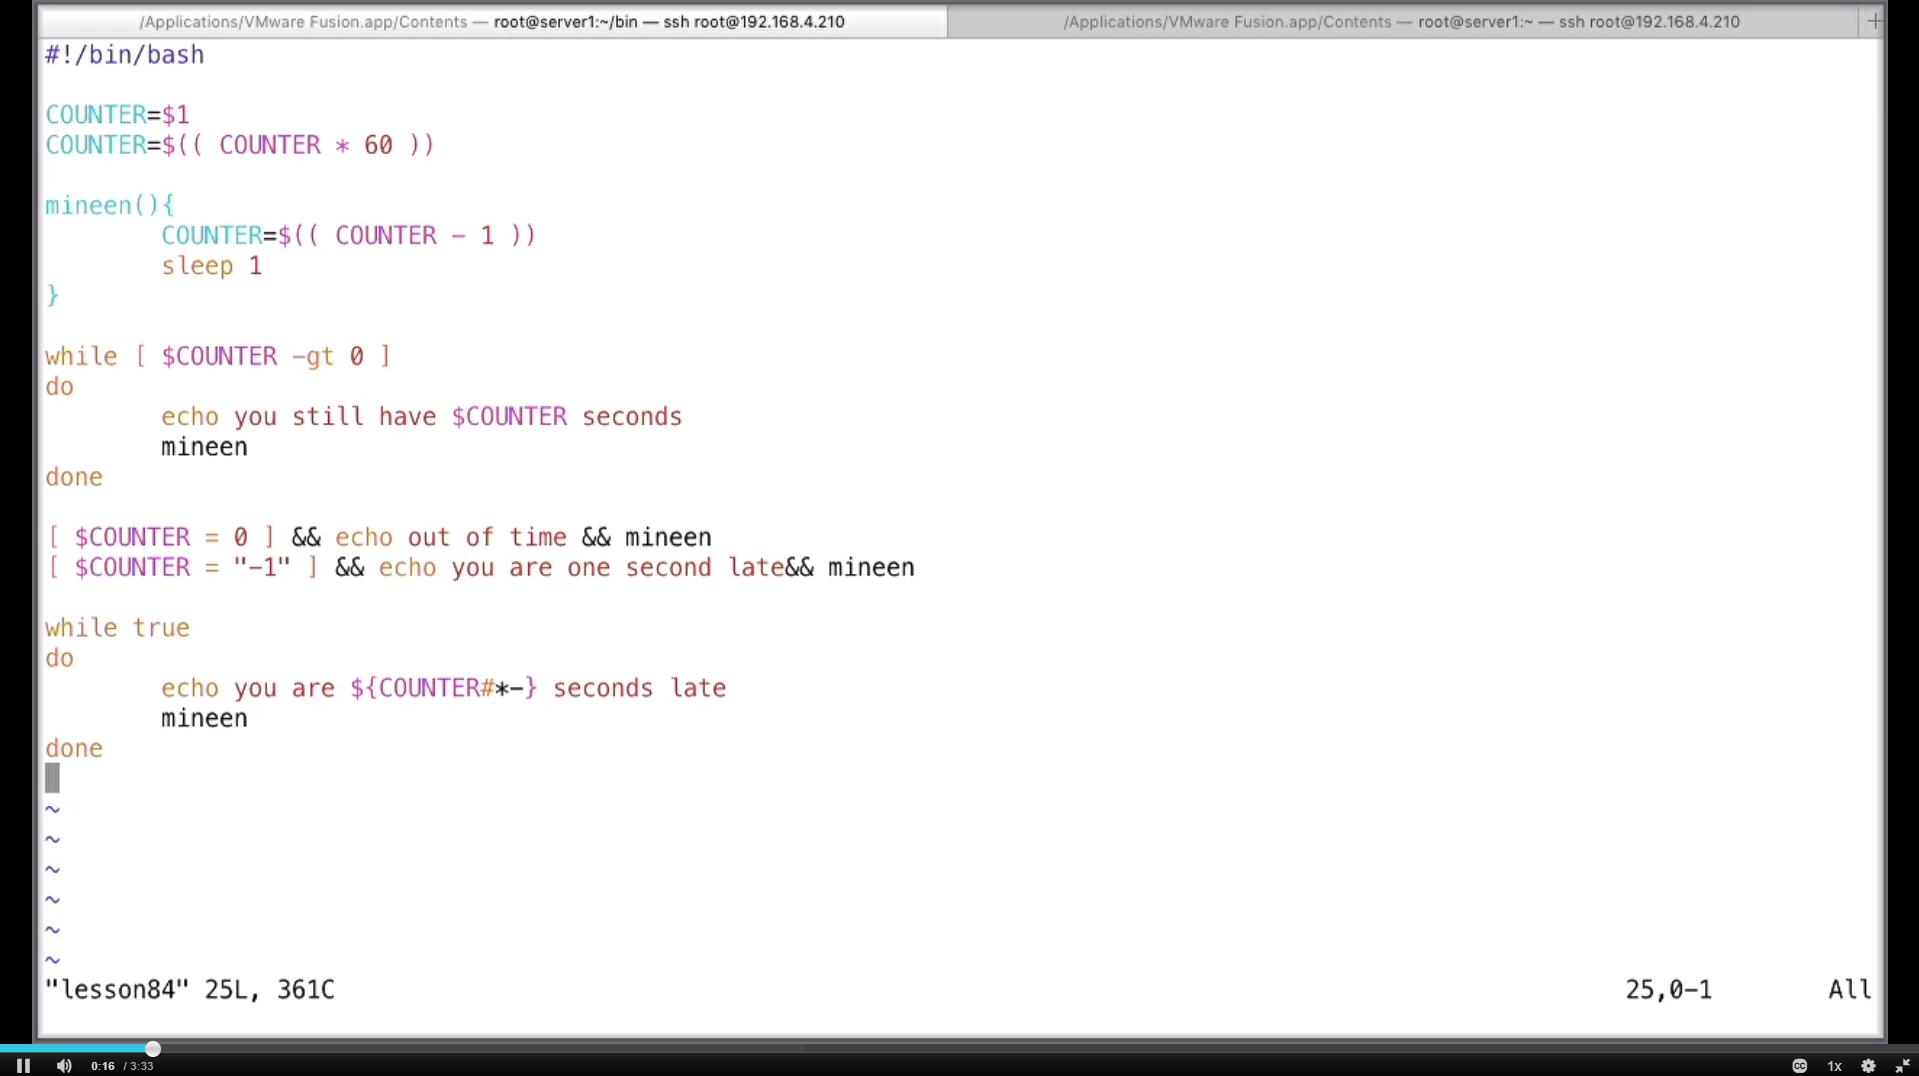 /Applications/VMware Fusion.app/Contents — root@server1:~/bin — ssh root@192.168.4.210
/Applications/VMware Fusion.app/Contents — root@server1:~ — ssh root@192.168.4.210
#!/bin/bash
COUNTER=$1
COUNTER=$(( COUNTER * 60 ))
mineen(){
        COUNTER=$(( COUNTER - 1 ))
        sleep 1
}
while [ $COUNTER -gt 0 ]
do
        echo you still have $COUNTER seconds
        mineen
done
[ $COUNTER = 0 ] && echo out of time && mineen
[ $COUNTER = "-1" ] && echo you are one second late&& mineen
while true
do
        echo you are ${COUNTER#*-} seconds late
        mineen
done
~
~
~
~
~
~
"lesson84" 25L, 361C 25,0-1 All
0:16 / 3:33 CC 1x